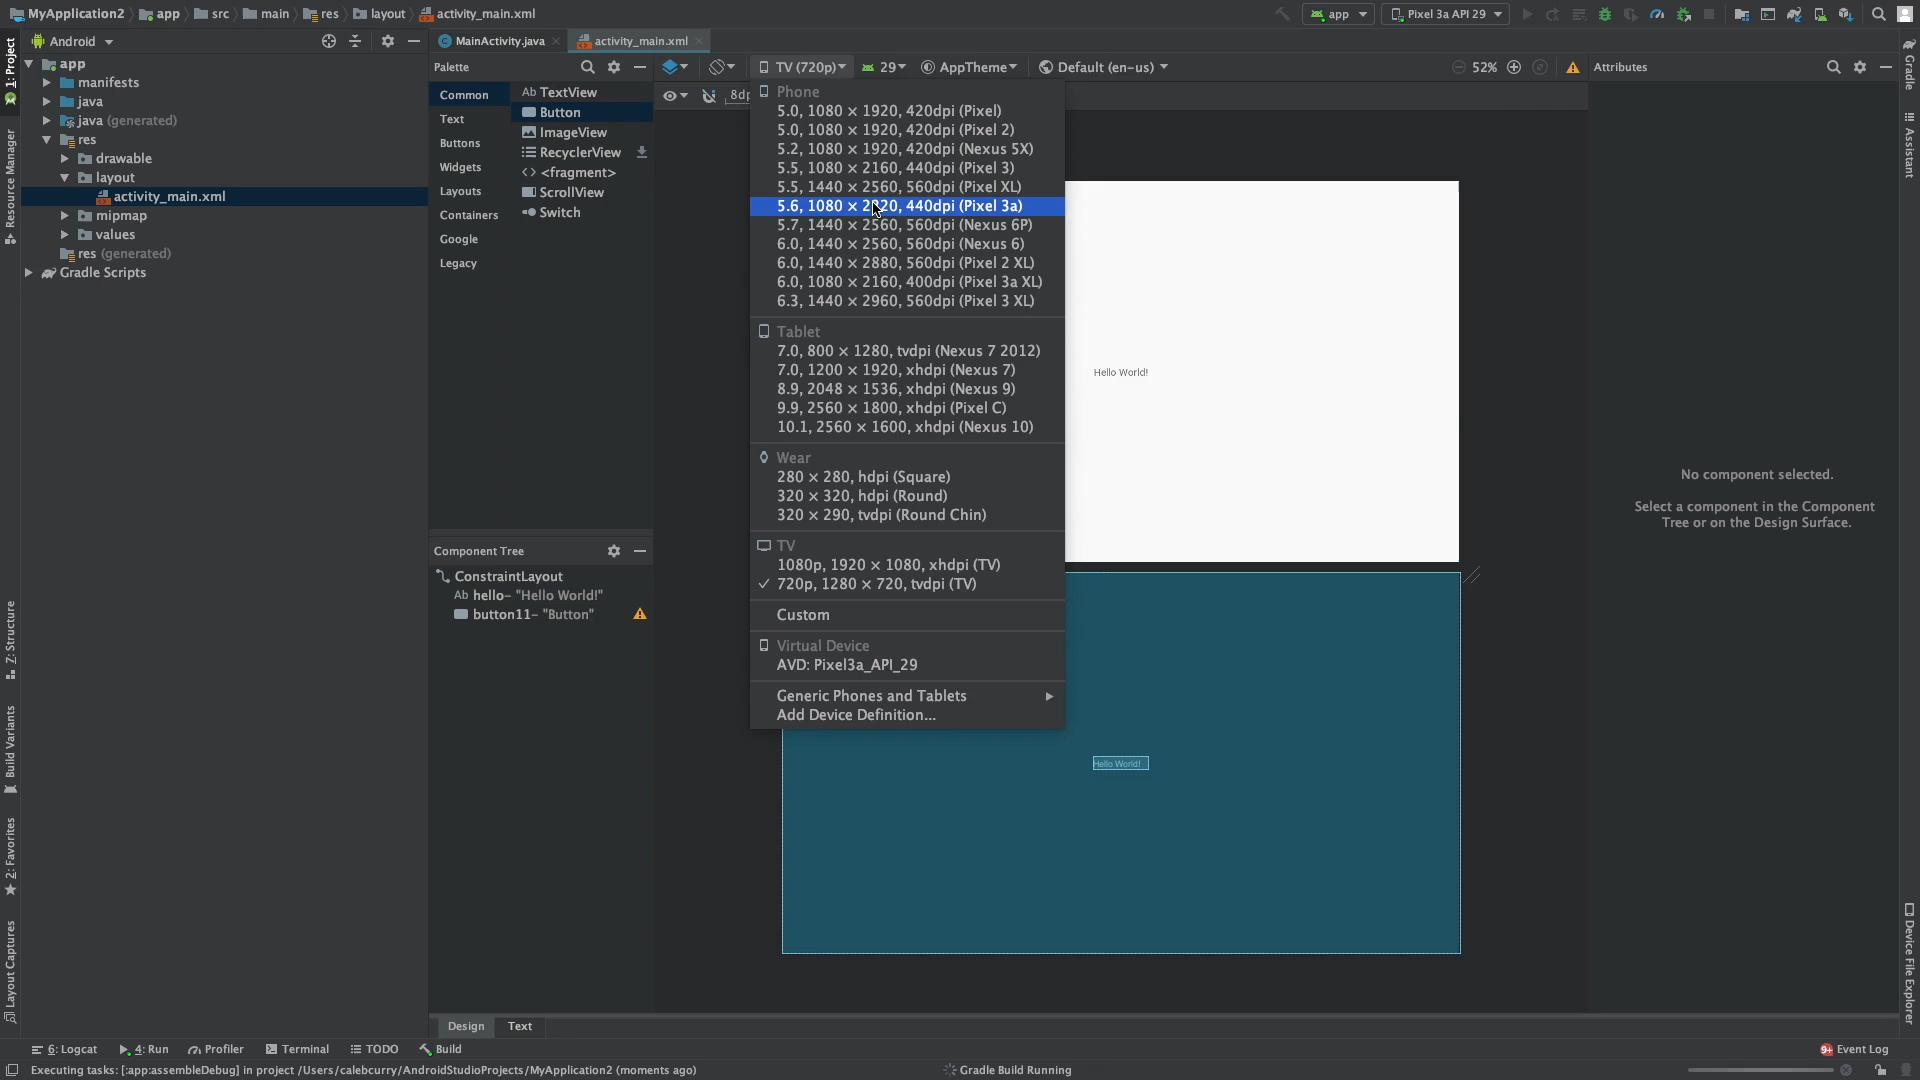 MyApplication2 app src main res layout activity_main.xml app Pixel 3a API 29
Android MainActivity.java activity_main.xml
Palette TV (720p) 29 AppTheme Default (en-us) 52% Attributes
app
manifests
java
java (generated)
res
drawable
layout
activity_main.xml
mipmap
values
res (generated)
Gradle Scripts
Common
Text
Buttons
Widgets
Layouts
Containers
Google
Legacy
Ab TextView
Button
ImageView
RecyclerView
<> <fragment>
ScrollView
Switch
8dp
Phone
5.0, 1080 × 1920, 420dpi (Pixel)
5.0, 1080 × 1920, 420dpi (Pixel 2)
5.2, 1080 × 1920, 420dpi (Nexus 5X)
5.5, 1080 × 2160, 440dpi (Pixel 3)
5.5, 1440 × 2560, 560dpi (Pixel XL)
5.6, 1080 × 2220, 440dpi (Pixel 3a)
5.7, 1440 × 2560, 560dpi (Nexus 6P)
6.0, 1440 × 2560, 560dpi (Nexus 6)
6.0, 1440 × 2880, 560dpi (Pixel 2 XL)
6.0, 1080 × 2160, 400dpi (Pixel 3a XL)
6.3, 1440 × 2960, 560dpi (Pixel 3 XL)
Tablet
7.0, 800 × 1280, tvdpi (Nexus 7 2012)
7.0, 1200 × 1920, xhdpi (Nexus 7)
8.9, 2048 × 1536, xhdpi (Nexus 9)
9.9, 2560 × 1800, xhdpi (Pixel C)
10.1, 2560 × 1600, xhdpi (Nexus 10)
Wear
280 × 280, hdpi (Square)
320 × 320, hdpi (Round)
320 × 290, tvdpi (Round Chin)
TV
1080p, 1920 × 1080, xhdpi (TV)
720p, 1280 × 720, tvdpi (TV)
Custom
Virtual Device
AVD: Pixel3a_API_29
Generic Phones and Tablets
Add Device Definition...
Hello World!
Hello World!
No component selected.
Select a component in the Component
Tree or on the Design Surface.
Component Tree
ConstraintLayout
Ab hello- "Hello World!"
button11- "Button"
1: Project
Resource Manager
Z: Structure
Build Variants
2: Favorites
Layout Captures
Gradle
Assistant
Device File Explorer
Design Text
6: Logcat 4: Run Profiler Terminal TODO Build 9+ Event Log
Executing tasks: [:app:assembleDebug] in project /Users/calebcurry/AndroidStudioProjects/MyApplication2 (moments ago) Gradle Build Running